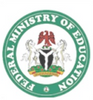 FEDERAL MINISTRY OF EDUCATION